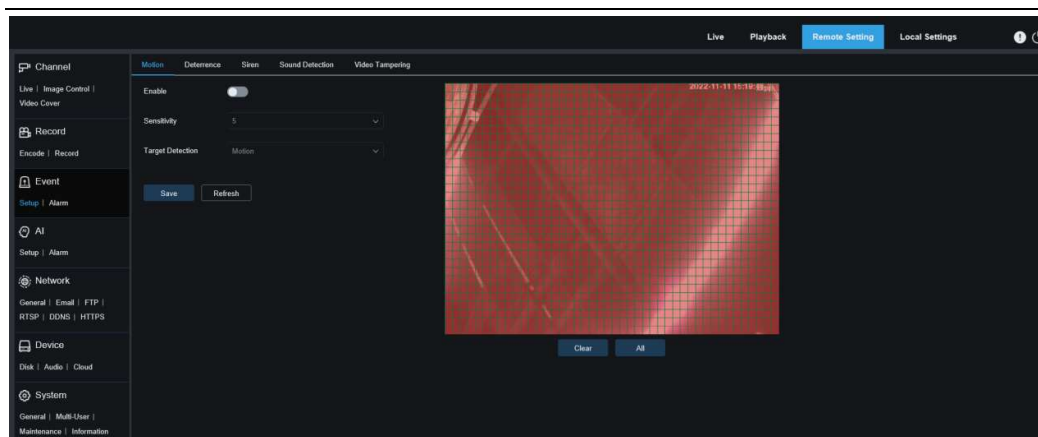 Live Playback Remote Setting Local Settings
Channel
Live | Image Control |
Video Cover
Record
Encode | Record
Event
Setup | Alarm
AI
Setup | Alarm
Network
General | Email | FTP |
RTSP | DDNS | HTTPS
Device
Disk | Audio | Cloud
System
General | Multi-User |
Maintenance | Information
Motion Deterrence Siren Sound Detection Video Tampering
Enable
Sensitivity 5
Target Detection Motion
Save Refresh
2022-11-11 15:19:
Clear All